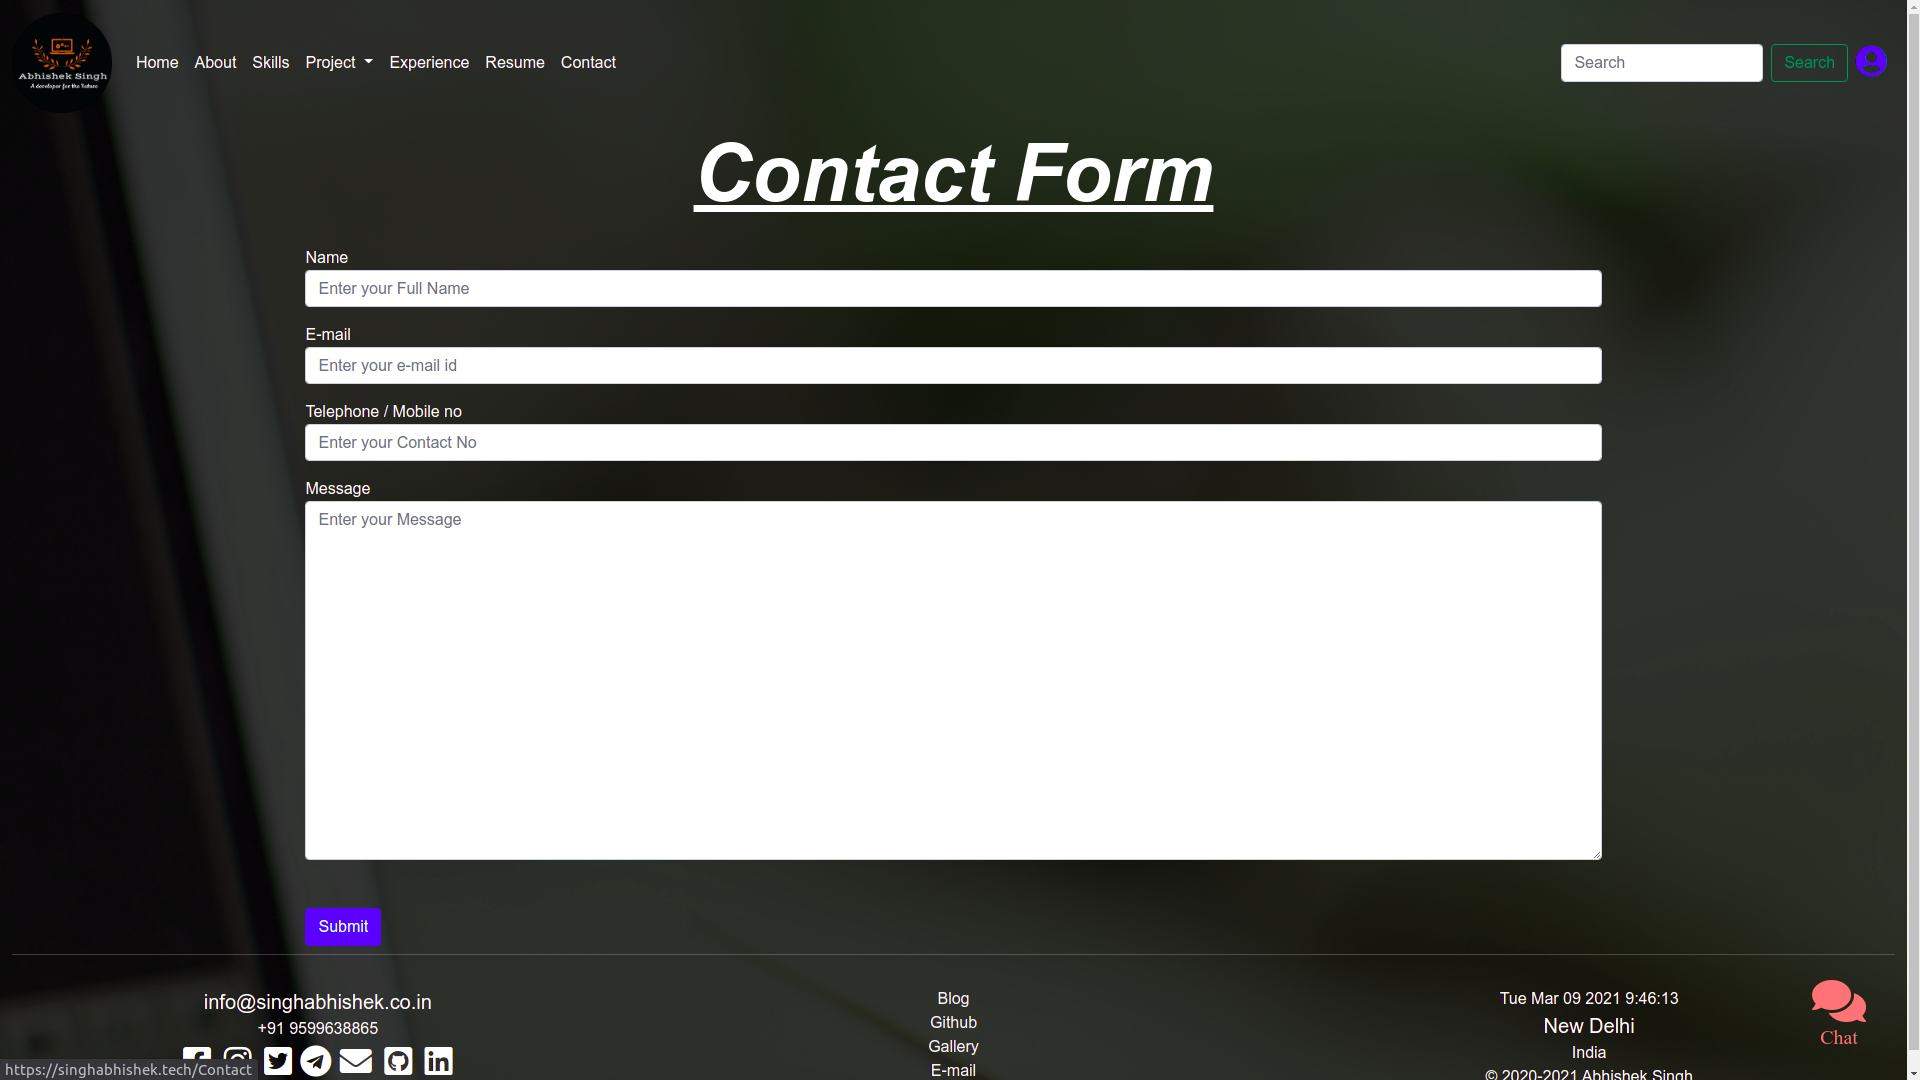 Abhishek Singh
A developer for the Future
Home About Skills Project Experience Resume Contact
Search Search
Contact Form
Name
Enter your Full Name
E-mail
Enter your e-mail id
Telephone / Mobile no
Enter your Contact No
Message
Enter your Message
Submit
info@singhabhishek.co.in
+91 9599638865
Blog
Github
Gallery
E-mail
Tue Mar 09 2021 9:46:13
New Delhi
India
© 2020-2021 Abhishek Singh
Chat
https://singhabhishek.tech/Contact